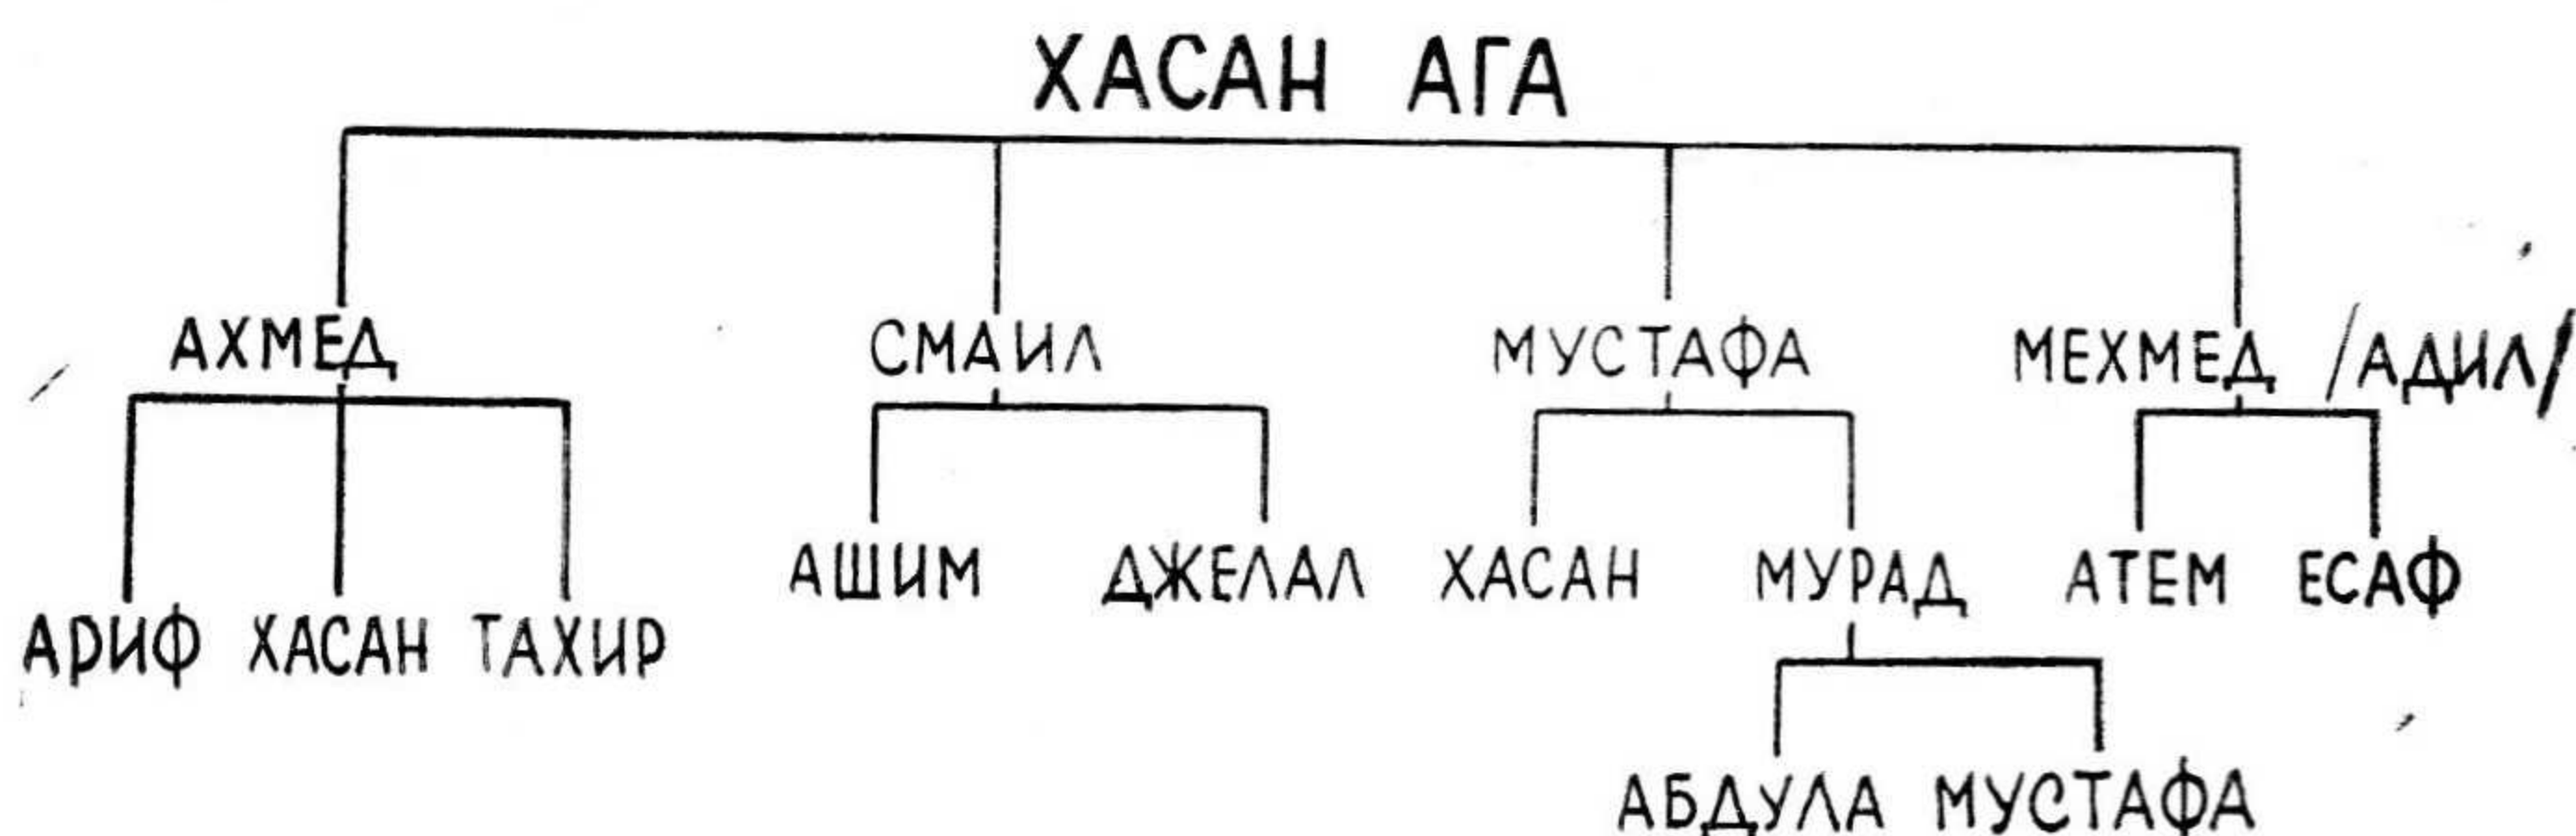 ХАСАН АГА
АХМЕД СМАИЛ МУСТАФА МЕХМЕД /АДИЛ/
АШИМ ДЖЕЛАЛ ХАСАН МУРАД АТЕМ ЕСАФ
АРИФ ХАСАН ТАХИР
АБДУЛА МУСТАФА